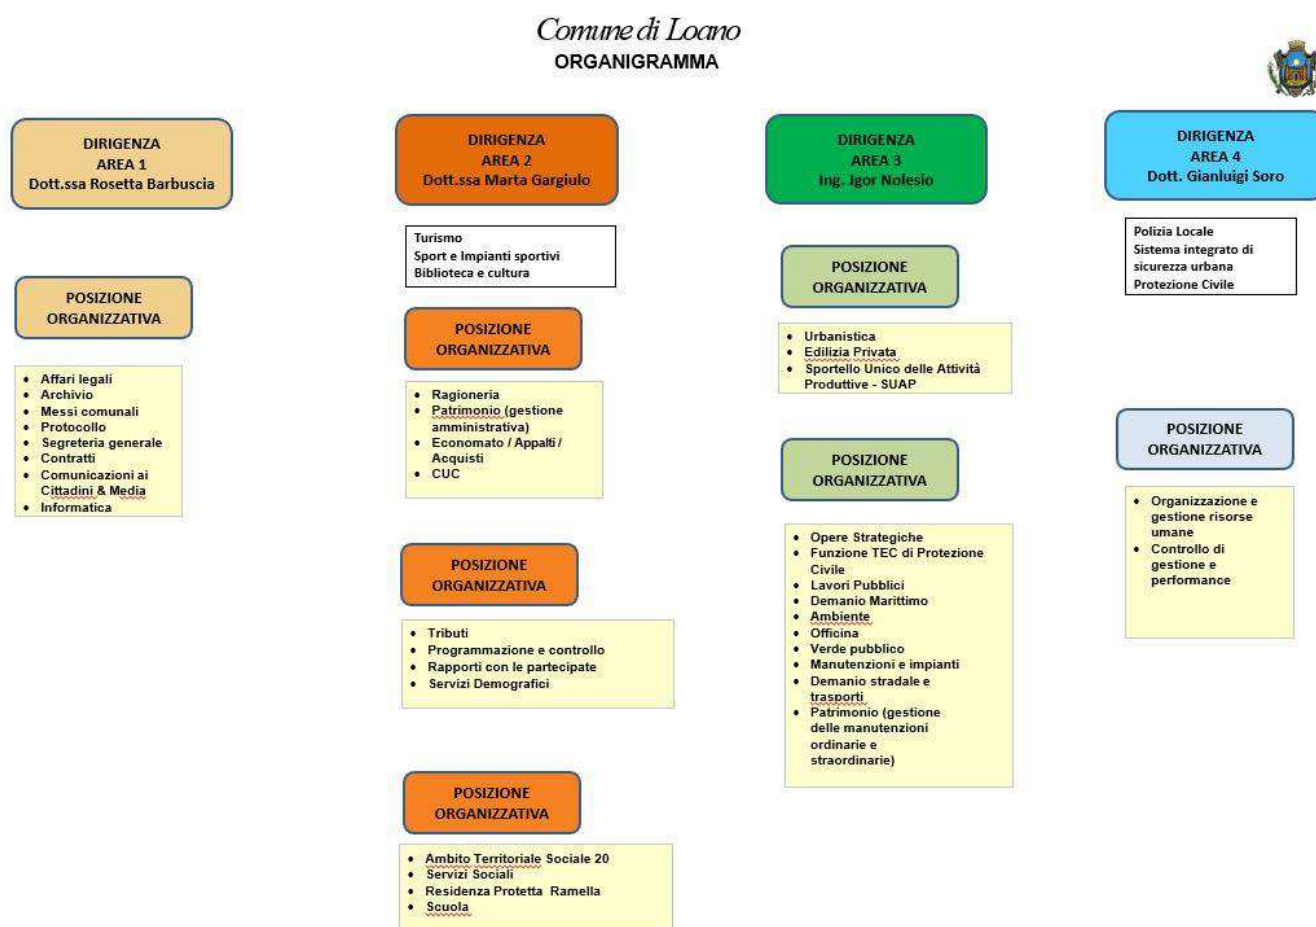 Comune di Loano
ORGANIGRAMMA
DIRIGENZA
AREA 1
Dott.ssa Rosetta Barbuscia
POSIZIONE
ORGANIZZATIVA
• Affari legali
• Archivio
• Messi comunali
• Protocollo
• Segreteria generale
• Contratti
• Comunicazioni ai
Cittadini & Media
• Informatica
DIRIGENZA
AREA 2
Dott.ssa Marta Gargiulo
Turismo
Sport e Impianti sportivi
Biblioteca e cultura
POSIZIONE
ORGANIZZATIVA
• Ragioneria
• Patrimonio (gestione
amministrativa)
• Economato / Appalti /
Acquisti
• CUC
POSIZIONE
ORGANIZZATIVA
• Tributi
• Programmazione e controllo
• Rapporti con le partecipate
• Servizi Demografici
POSIZIONE
ORGANIZZATIVA
• Ambito Territoriale Sociale 20
• Servizi Sociali
• Residenza Protetta Ramella
• Scuola
DIRIGENZA
AREA 3
Ing. Jgor Nolesio
POSIZIONE
ORGANIZZATIVA
• Urbanistica
• Edilizia Privata
• Sportello Unico delle Attività
Produttive - SUAP
POSIZIONE
ORGANIZZATIVA
• Opere Strategiche
• Funzione TEC di Protezione
Civile
• Lavori Pubblici
• Demanio Marittimo
• Ambiente
• Officina
• Verde pubblico
• Manutenzioni e impianti
• Demanio stradale e
trasporti
• Patrimonio (gestione
delle manutenzioni
ordinarie e
straordinarie)
DIRIGENZA
AREA 4
Dott. Gianluigi Soro
Polizia Locale
Sistema integrato di
sicurezza urbana
Protezione Civile
POSIZIONE
ORGANIZZATIVA
• Organizzazione e
gestione risorse
umane
• Controllo di
gestione e
performance